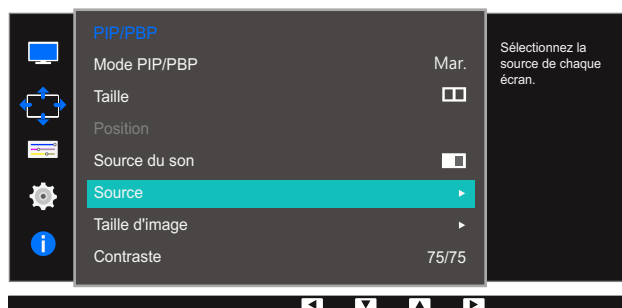 PIP/PBP
Mode PIP/PBP Mar.
Taille
Position
Source du son
Source
Taille d'image
Contraste 75/75
Sélectionnez la
source de chaque
écran.